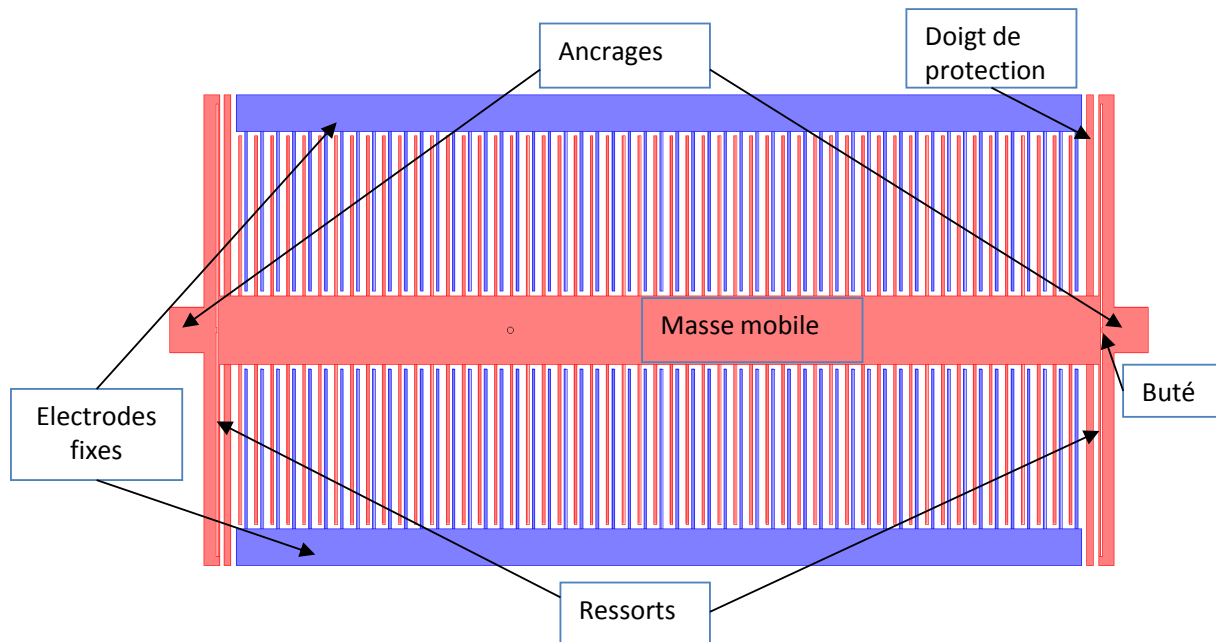 Ancrages
Doigt de
protection
Masse mobile
Electrodes
fixes
Buté
Ressorts